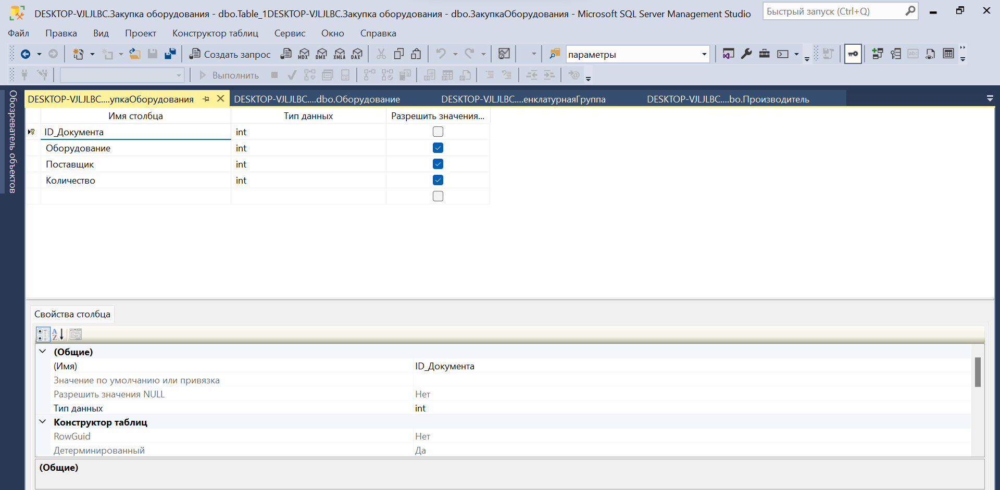 DESKTOP-VJLJLBC.Закупка оборудования - dbo.Table_1DESKTOP-VJLJLBC.Закупка оборудования - dbo.ЗакупкаОборудования - Microsoft SQL Server Management Studio
Быстрый запуск (Ctrl+Q)
Файл Правка Вид Проект Конструктор таблиц Сервис Окно Справка
Создать запрос MDX DMX XMLA DAX параметры abc
Выполнить
Обозреватель объектов
DESKTOP-VJLJLBC....упкаОборудования DESKTOP-VJLJLBC....dbo.Оборудование DESKTOP-VJLJLBC....енклатурнаяГруппа DESKTOP-VJLJLBC....bo.Производитель
Имя столбца Тип данных Разрешить значения...
ID_Документа int
Оборудование int
Поставщик int
Количество int
Свойства столбца
(Общие)
(Имя) ID_Документа
Значение по умолчанию или привязка
Разрешить значения NULL Нет
Тип данных int
Конструктор таблиц
RowGuid Нет
Детерминированный Да
(Общие)